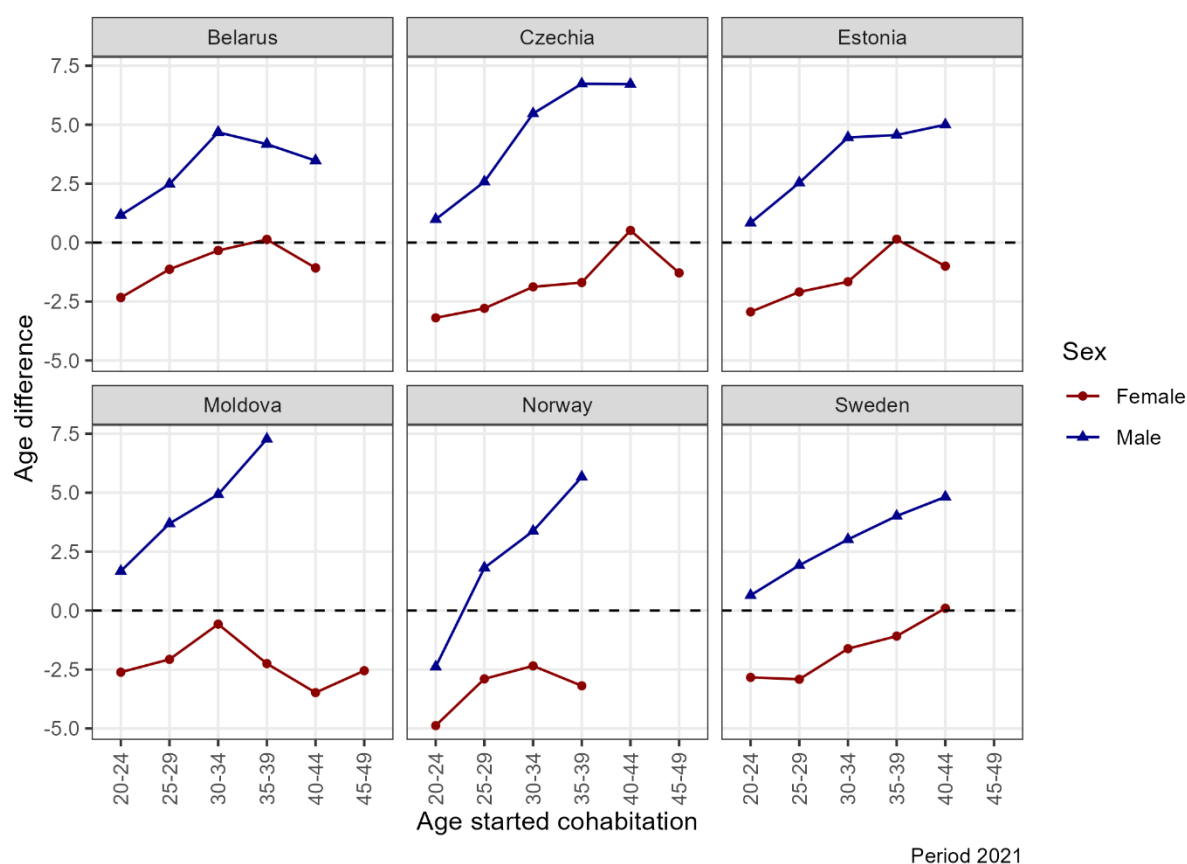 Belarus
Czechia
Estonia
7.5
5.0
2.5
0.0
-2.5
-5.0
Moldova
Norway
Sweden
7.5
5.0
2.5
0.0
-2.5
-5.0
Age difference
20-24
25-29
30-34
35-39
40-44
45-49
20-24
25-29
30-34
35-39
40-44
45-49
20-24
25-29
30-34
35-39
40-44
45-49
Age started cohabitation
Sex
Female
Male
Period 2021